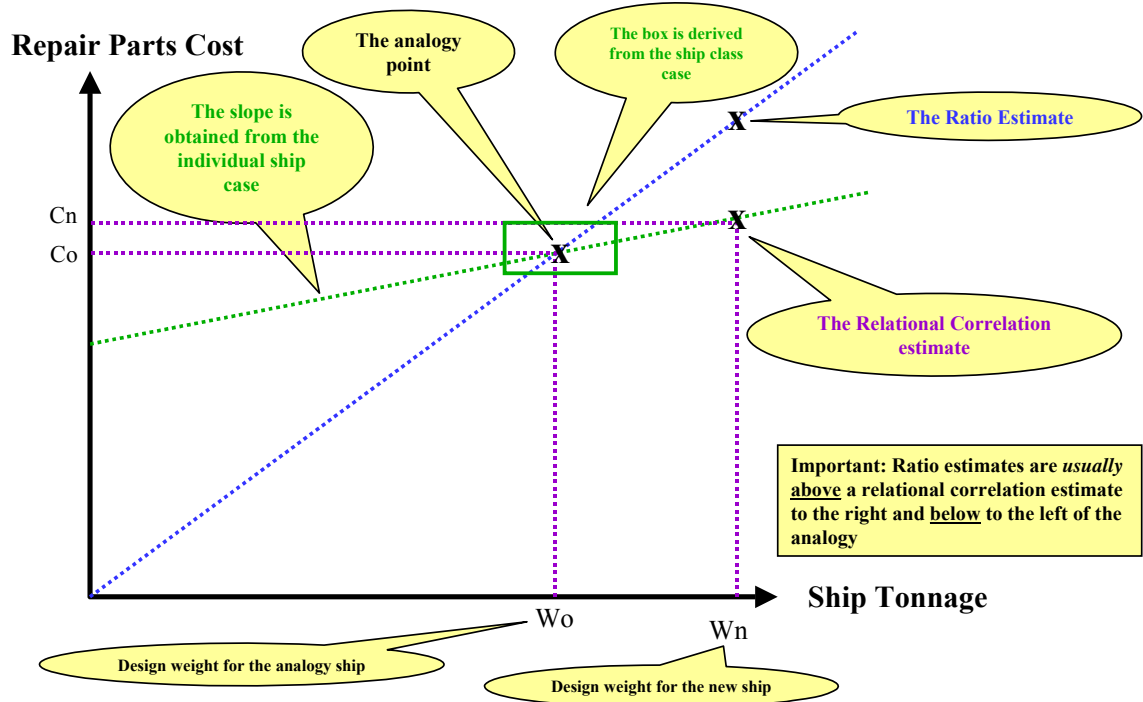 Repair Parts Cost
The analogy
point
The box is derived
from the ship class
case
The slope is
obtained from the
individual ship
case
The Ratio Estimate
x
Cn
x
Co
x
The Relational Correlation
estimate
Important: Ratio estimates are usually
above a relational correlation estimate
to the right and below to the left of the
analogy
Ship Tonnage
Wo
Wn
Design weight for the analogy ship
Design weight for the new ship